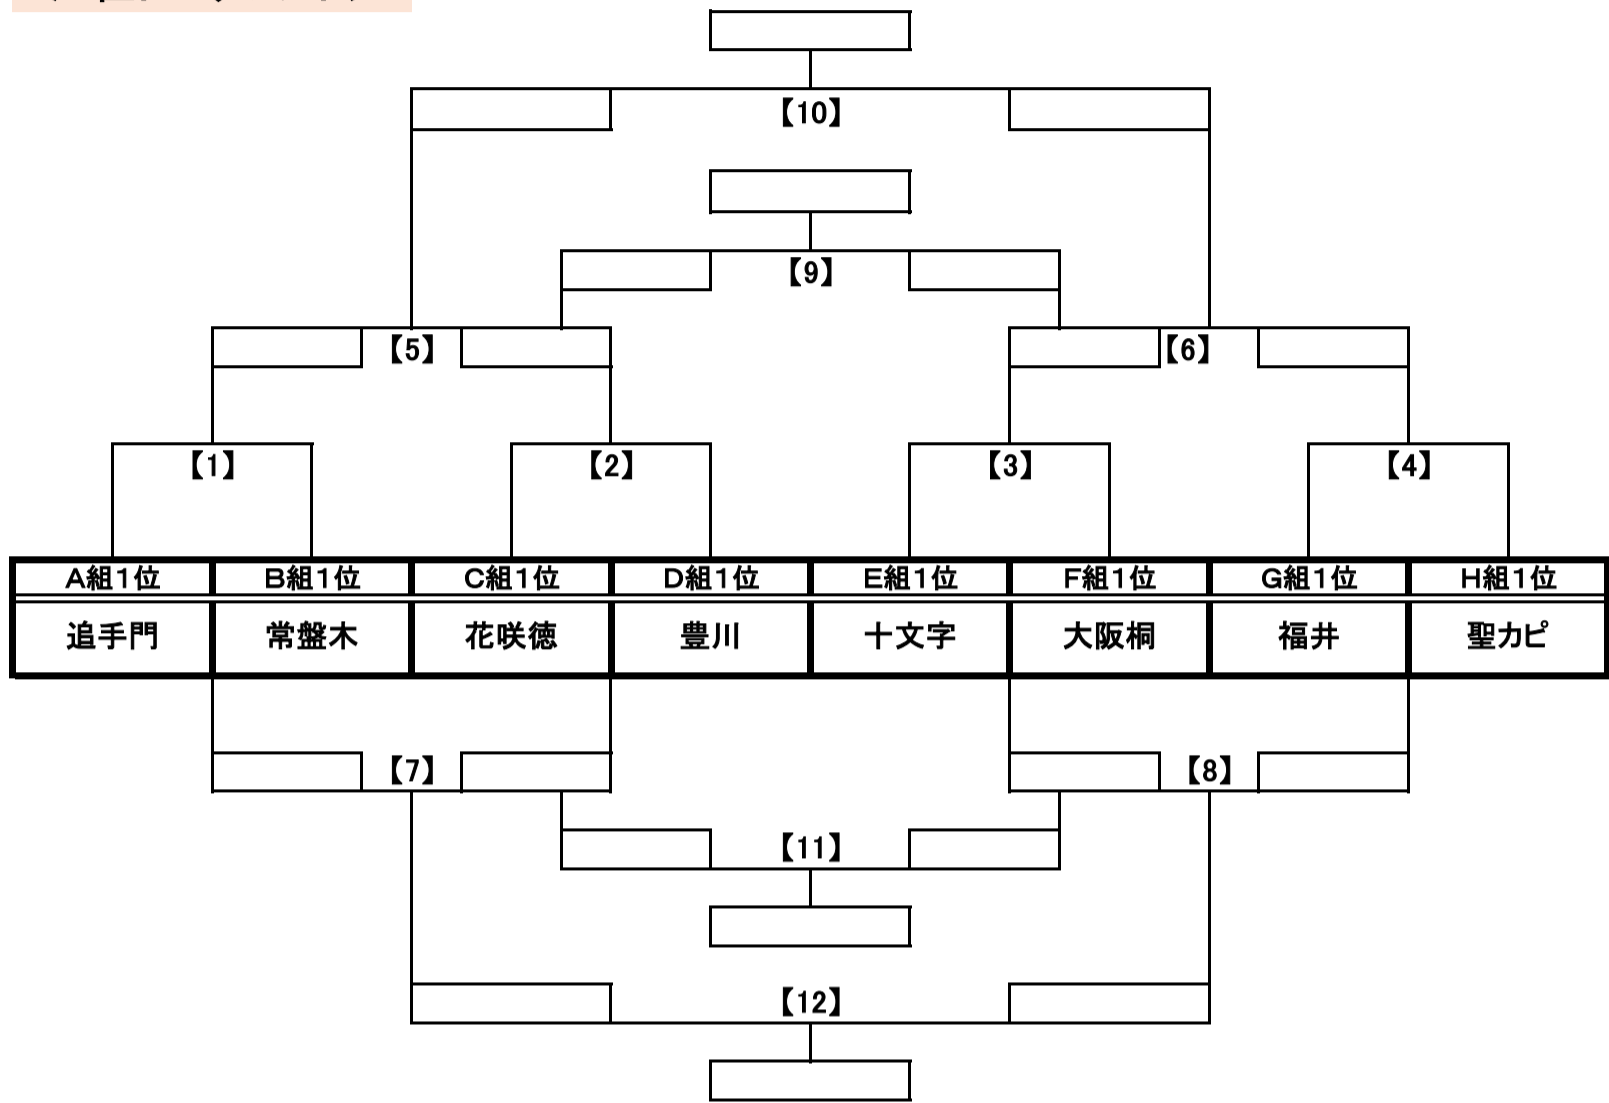 【10】
【9】
【5】 【6】
【1】 【2】 【3】 【4】
A組1位 B組1位 C組1位 D組1位 E組1位 F組1位 G組1位 H組1位
追手門 常盤木 花咲徳 豊川 十文字 大阪桐 福井 聖カピ
【7】 【8】
【11】
【12】